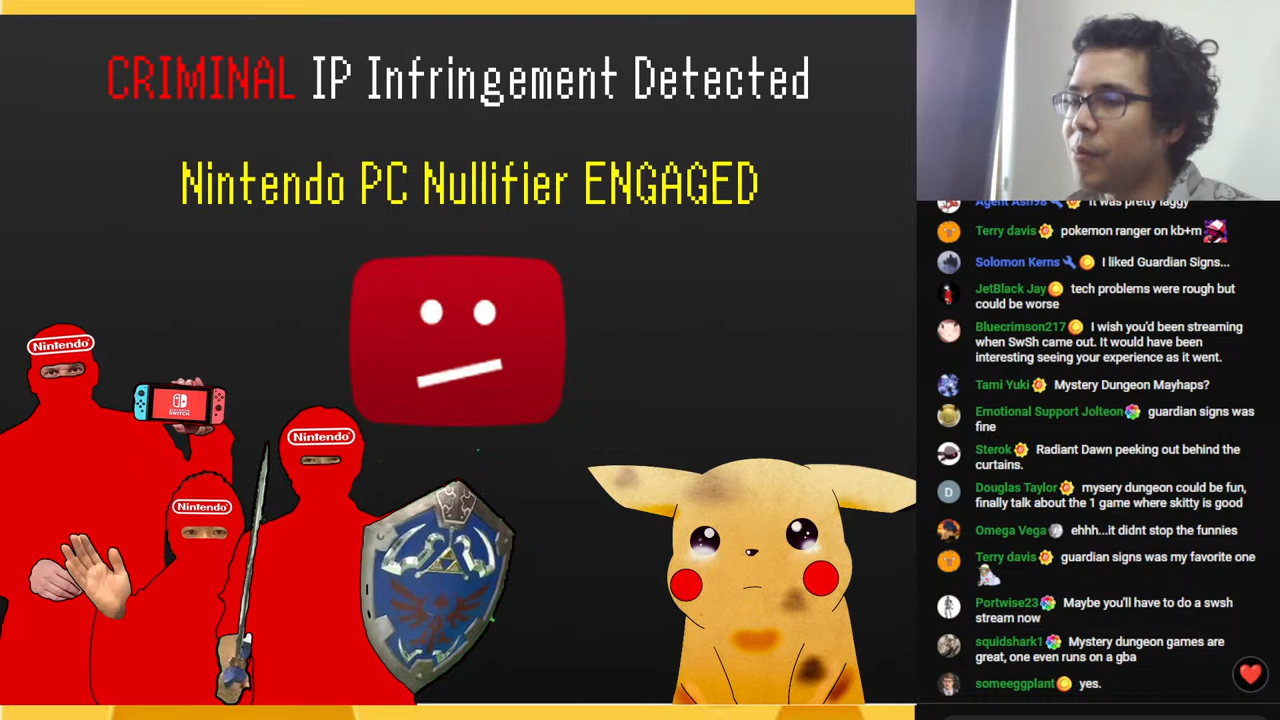 CRIMINAL IP Infringement Detected
Nintendo PC Nullifier ENGAGED
Nintendo
NINTENDO
SWITCH
Nintendo
Nintendo
Agent Ash98 it was pretty laggy
Terry davis pokemon ranger on kb+m
Solomon Kerns I liked Guardian Signs...
JetBlack Jay tech problems were rough but
could be worse
Bluecrimson217 I wish you'd been streaming
when SwSh came out. It would have been
interesting seeing your experience as it went.
Tami Yuki Mystery Dungeon Mayhaps?
Emotional Support Jolteon guardian signs was
fine
Sterok Radiant Dawn peeking out behind the
curtains.
D
Douglas Taylor mysery dungeon could be fun,
finally talk about the 1 game where skitty is good
Omega Vega ehhh...it didnt stop the funnies
Terry davis guardian signs was my favorite one
Portwise23 Maybe you'll have to do a swsh
stream now
squidshark1 Mystery dungeon games are
great, one even runs on a gba
someeggplant yes.